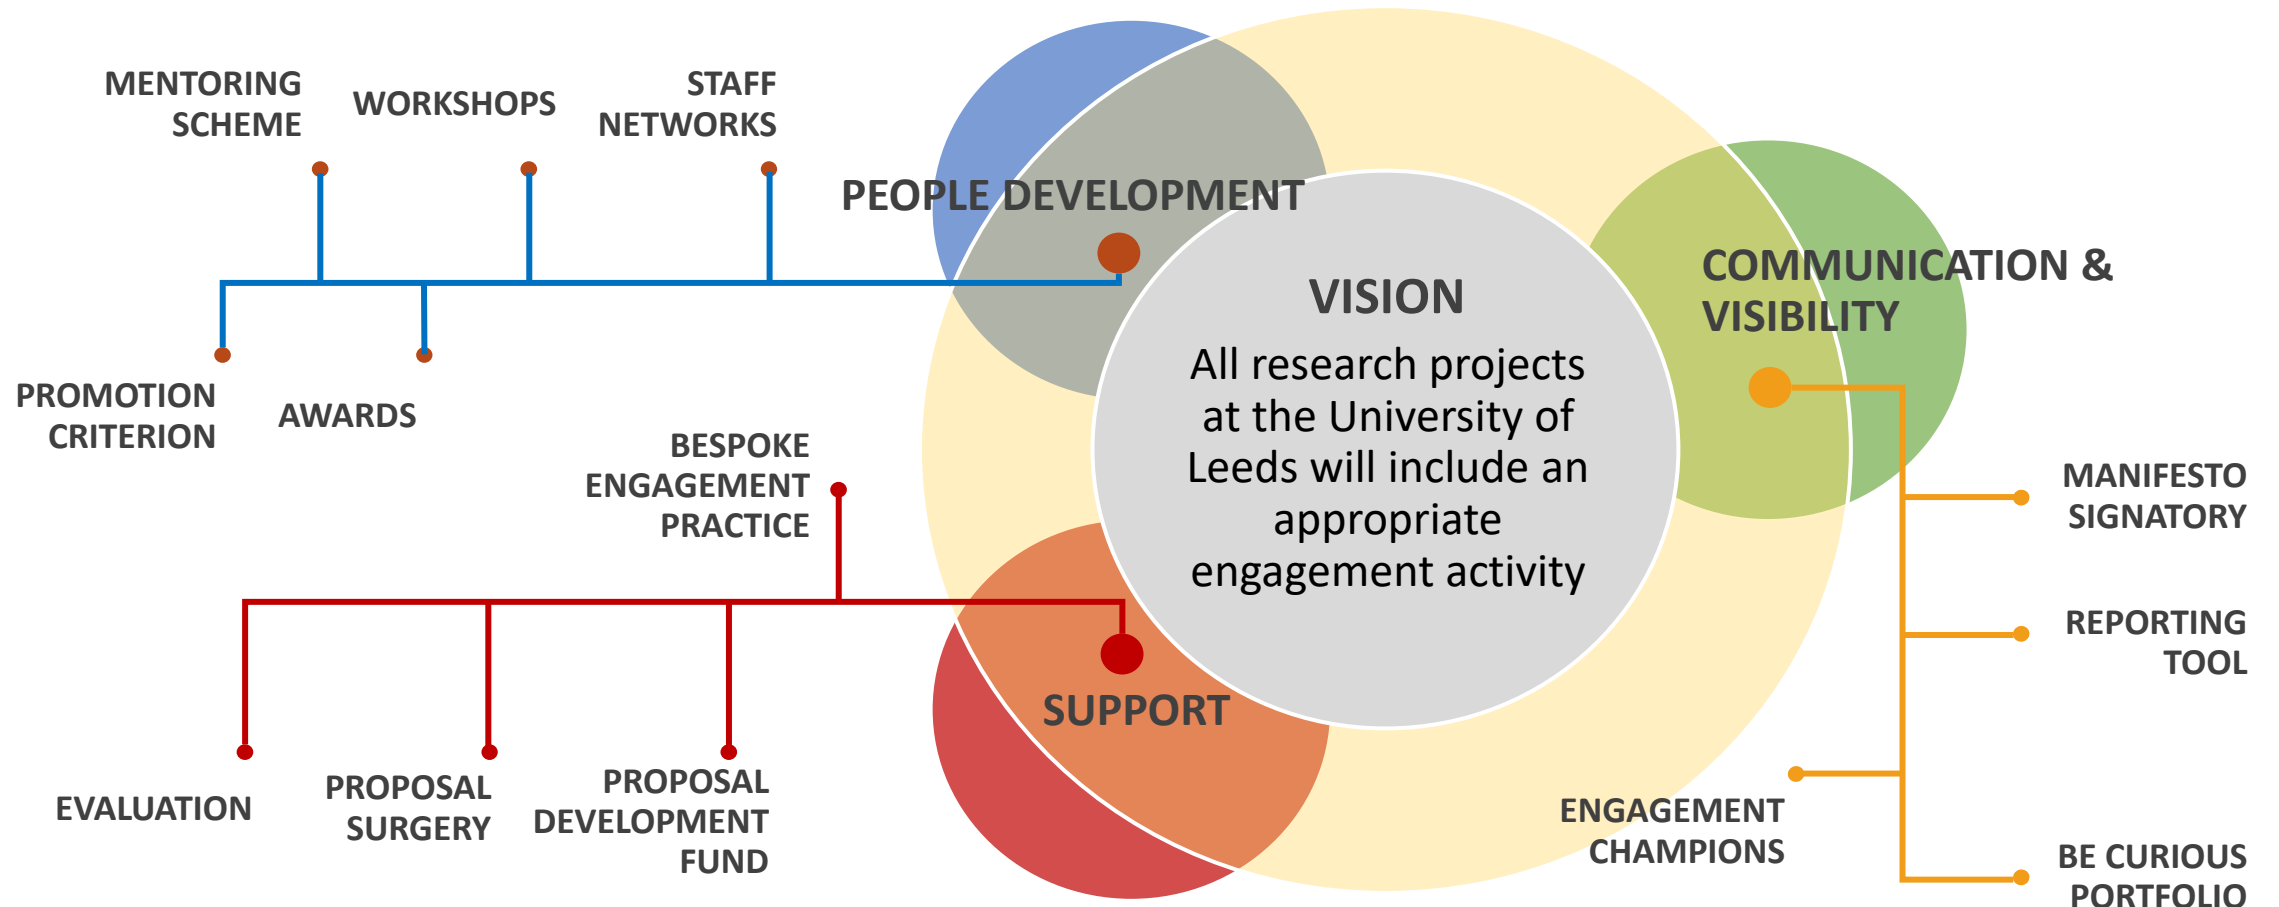 MENTORING
SCHEME
WORKSHOPS
STAFF
NETWORKS
PEOPLE DEVELOPMENT
PROMOTION
CRITERION
AWARDS
VISION
All research projects
at the University of
Leeds will include an
appropriate
engagement activity
COMMUNICATION &
VISIBILITY
MANIFESTO
SIGNATORY
REPORTING
TOOL
ENGAGEMENT
CHAMPIONS
BE CURIOUS
PORTFOLIO
BESPOKE
ENGAGEMENT
PRACTICE
SUPPORT
EVALUATION
PROPOSAL
SURGERY
PROPOSAL
DEVELOPMENT
FUND